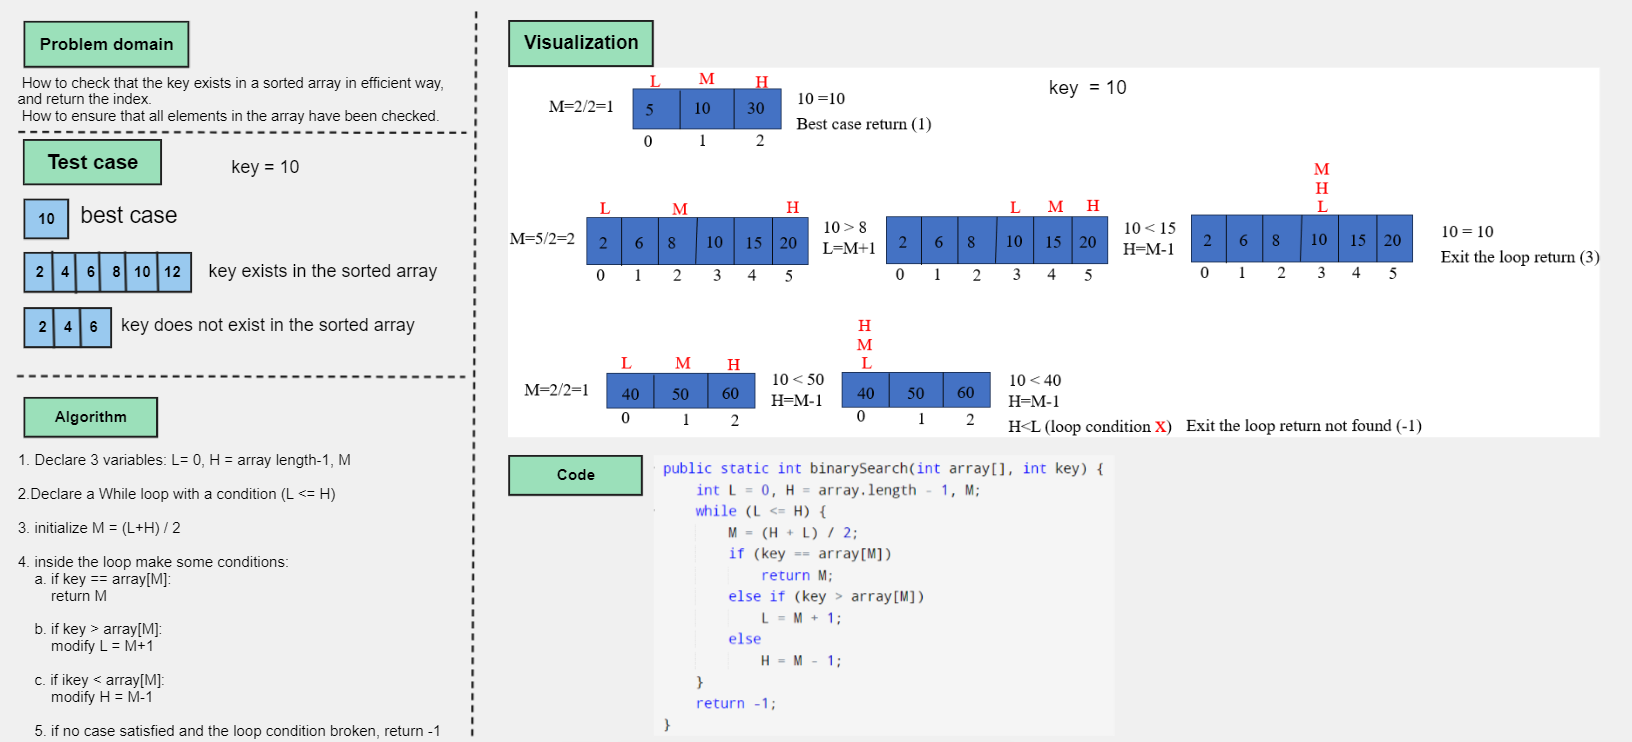 Problem domain
How to check that the key exists in a sorted array in efficient way,
and return the index.
How to ensure that all elements in the array have been checked.
Test case
key = 10
10 best case
2 4 6 8 10 12 key exists in the sorted array
2 4 6 key does not exist in the sorted array
Algorithm
1. Declare 3 variables: L= 0, H = array length-1, M
2.Declare a While loop with a condition (L <= H)
3. initialize M = (L+H) / 2
4. inside the loop make some conditions:
a. if key == array[M]:
return M
b. if key > array[M]:
modify L = M+1
c. if ikey < array[M]:
modify H = M-1
5. if no case satisfied and the loop condition broken, return -1
Visualization
key = 10
L M H
M=2/2=1
5 10 30
0 1 2
10 =10
Best case return (1)
L M H
M=5/2=2
2 6 8 10 15 20
0 1 2 3 4 5
10 > 8
L=M+1
L M H
2 6 8 10 15 20
0 1 2 3 4 5
10 < 15
H=M-1
M
H
L
2 6 8 10 15 20
0 1 2 3 4 5
10 = 10
Exit the loop return (3)
L M H
M=2/2=1
40 50 60
0 1 2
10 < 50
H=M-1
H
M
L
40 50 60
0 1 2
10 < 40
H=M-1
H<L (loop condition X) Exit the loop return not found (-1)
Code
public static int binarySearch(int array[], int key) {
int L = 0, H = array.length - 1, M;
while (L <= H) {
M = (H + L) / 2;
if (key == array[M])
return M;
else if (key > array[M])
L = M + 1;
else
H = M - 1;
}
return -1;
}